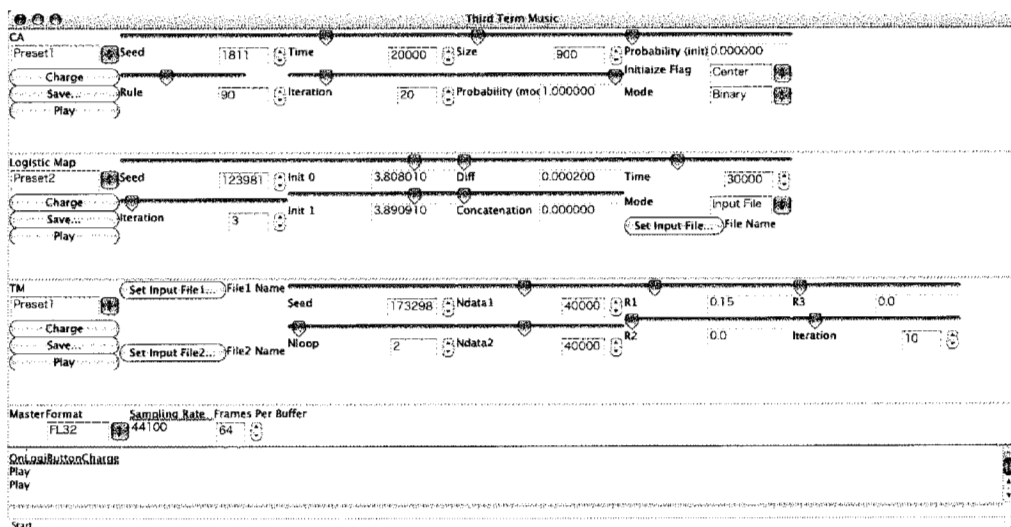 Third Term Music
CA
Preset1 Seed 1811 Time 20000 Size 900 Probability (init) 0.000000
Charge Initiaize Flag Center
Save... Rule 90 Iteration 20 Probability (moc 1.000000 Mode Binary
Play
Logistic Map
Preset2 Seed 123981 Init 0 3.808010 Diff 0.000200 Time 30000
Charge Mode Input File
Save... Iteration 3 Init 1 3.890910 Concatenation 0.000000
Play Set Input File... File Name
TM Set Input File1... File1 Name
Preset1 Seed 173298 Ndata1 40000 R1 0.15 R3 0.0
Charge
Save... Set Input File2... File2 Name Nloop 2 Ndata2 40000 R2 0.0 Iteration 10
Play
Master Format Sampling Rate Frames Per Buffer
FL32 44100 64
OnLogiButtonCharge
Play
Play
Start